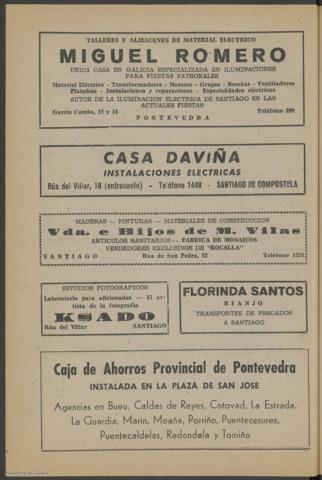 TALLERES Y ALMACENES DE MATERIAL ELECTRICO
MIGUEL ROMERO
UNICA CASA EN GALICIA ESPECIALIZADA EN ILUMINACIONES
PARA FIESTAS PATRONALES
Material Eléctrico - Transformadores - Motores - Grupos - Bombas - Ventiladores
Planchas - Instalaciones y reparaciones - Especialidades eléctricas
AUTOR DE LA ILUMINACION ELECTRICA DE SANTIAGO EN LAS
ACTUALES FIESTAS
García Camba, 12 y 14 Teléfono
PONTEVEDRA
CASA DAVIÑA
INSTALACIONES ELECTRICAS
Rúa del Villar, 18 (entresuelo) - Teléfono 1448 - SANTIAGO DE COMPOSTELA
MADERAS — PINTURAS — MATERIALES DE CONSTRUCCION
Vda. e Hijos de M. Vilas
ARTICULOS SANITARIOS — FABRICA DE MOSAICOS
VENDEDORES EXCLUSIVOS DE "ROCALLA"
SANTIAGO Rúa de San Pedro, 22 Teléfono
ESTUDIOS FOTOGRAFICOS
Laboratorio para aficionados — El ar-
tista de la fotografía
KSADO
Rúa del Villar SANTIAGO
FLORINDA SANTOS
RIANJO
TRANSPORTES DE PESCADOS
A SANTIAGO
Caja de Ahorros Provincial de Pontevedra
INSTALADA EN LA PLAZA DE SAN JOSE
Agencias en Bueu, Caldas de Reyes, Cotovad, La Estrada,
La Guardia, Marín, Moaña, Porriño, Puentecesures,
Puentecaldelas, Redondela y Tomiño